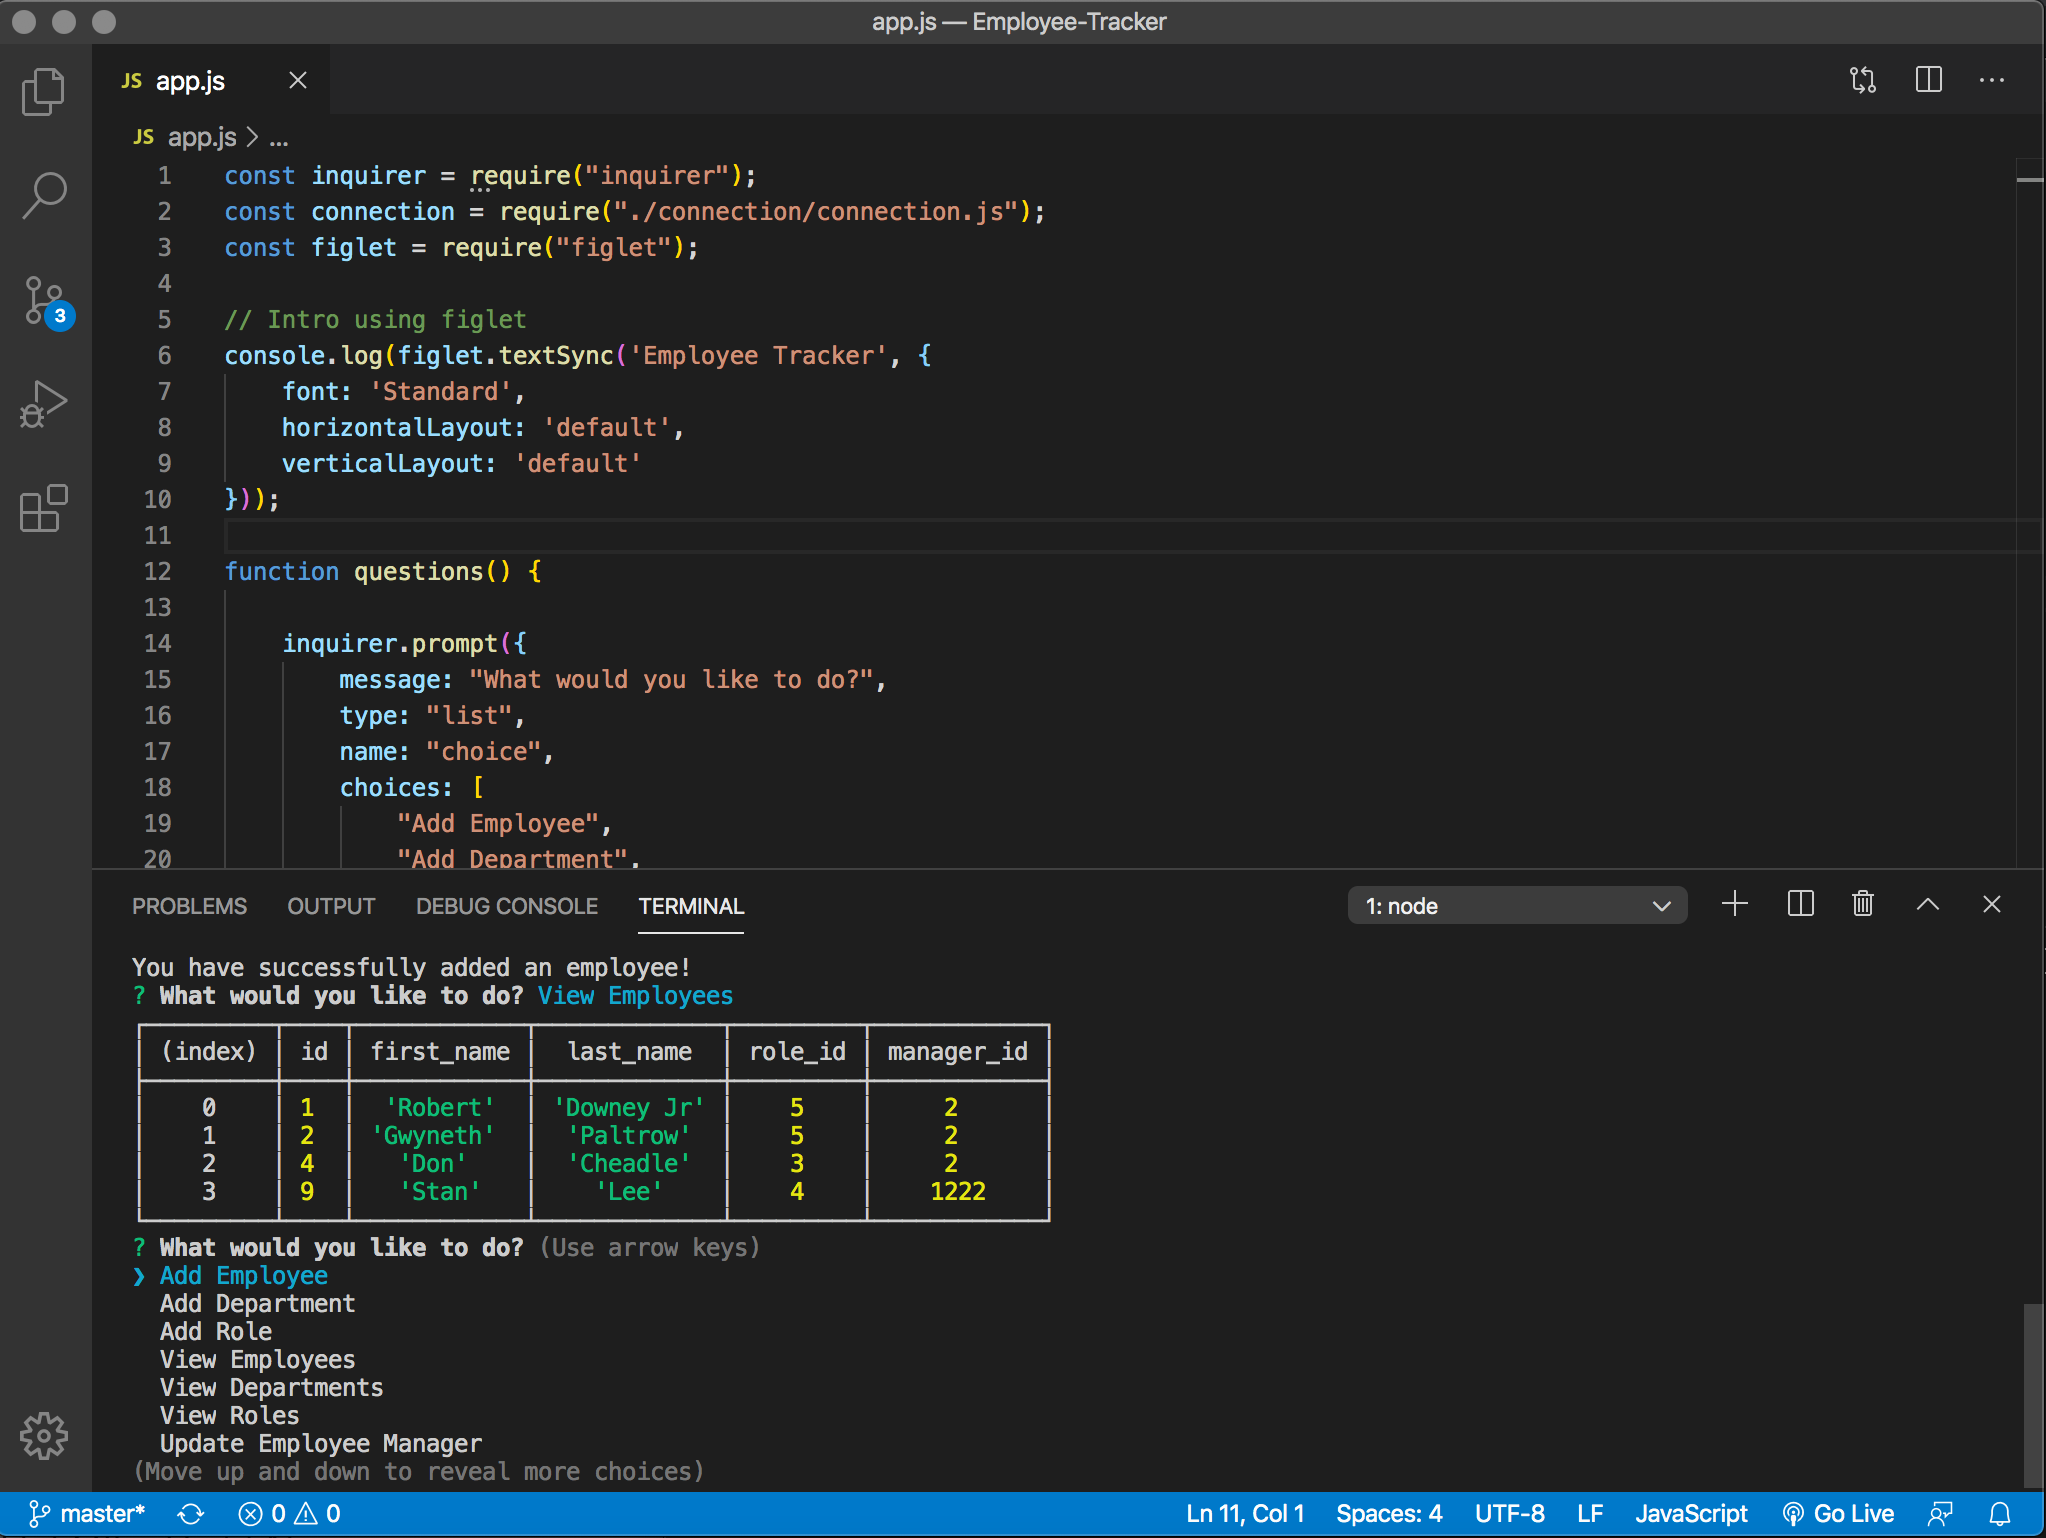 app.js — Employee-Tracker
JS app.js
JS app.js > ...
1 const inquirer = require("inquirer");
2 const connection = require("./connection/connection.js");
3 const figlet = require("figlet");
4
5 // Intro using figlet
6 console.log(figlet.textSync('Employee Tracker', {
7 font: 'Standard',
8 horizontalLayout: 'default',
9 verticalLayout: 'default'
10 }));
11
12 function questions() {
13
14 inquirer.prompt({
15 message: "What would you like to do?",
16 type: "list",
17 name: "choice",
18 choices: [
19 "Add Employee",
20 "Add Department",
3
PROBLEMS OUTPUT DEBUG CONSOLE TERMINAL 1: node
You have successfully added an employee!
? What would you like to do? View Employees
(index) id first_name last_name role_id manager_id
0 1 'Robert' 'Downey Jr' 5 2
1 2 'Gwyneth' 'Paltrow' 5 2
2 4 'Don' 'Cheadle' 3 2
3 9 'Stan' 'Lee' 4 1222
? What would you like to do? (Use arrow keys)
❯ Add Employee
Add Department
Add Role
View Employees
View Departments
View Roles
Update Employee Manager
(Move up and down to reveal more choices)
master* 0 0 Ln 11, Col 1 Spaces: 4 UTF-8 LF JavaScript Go Live